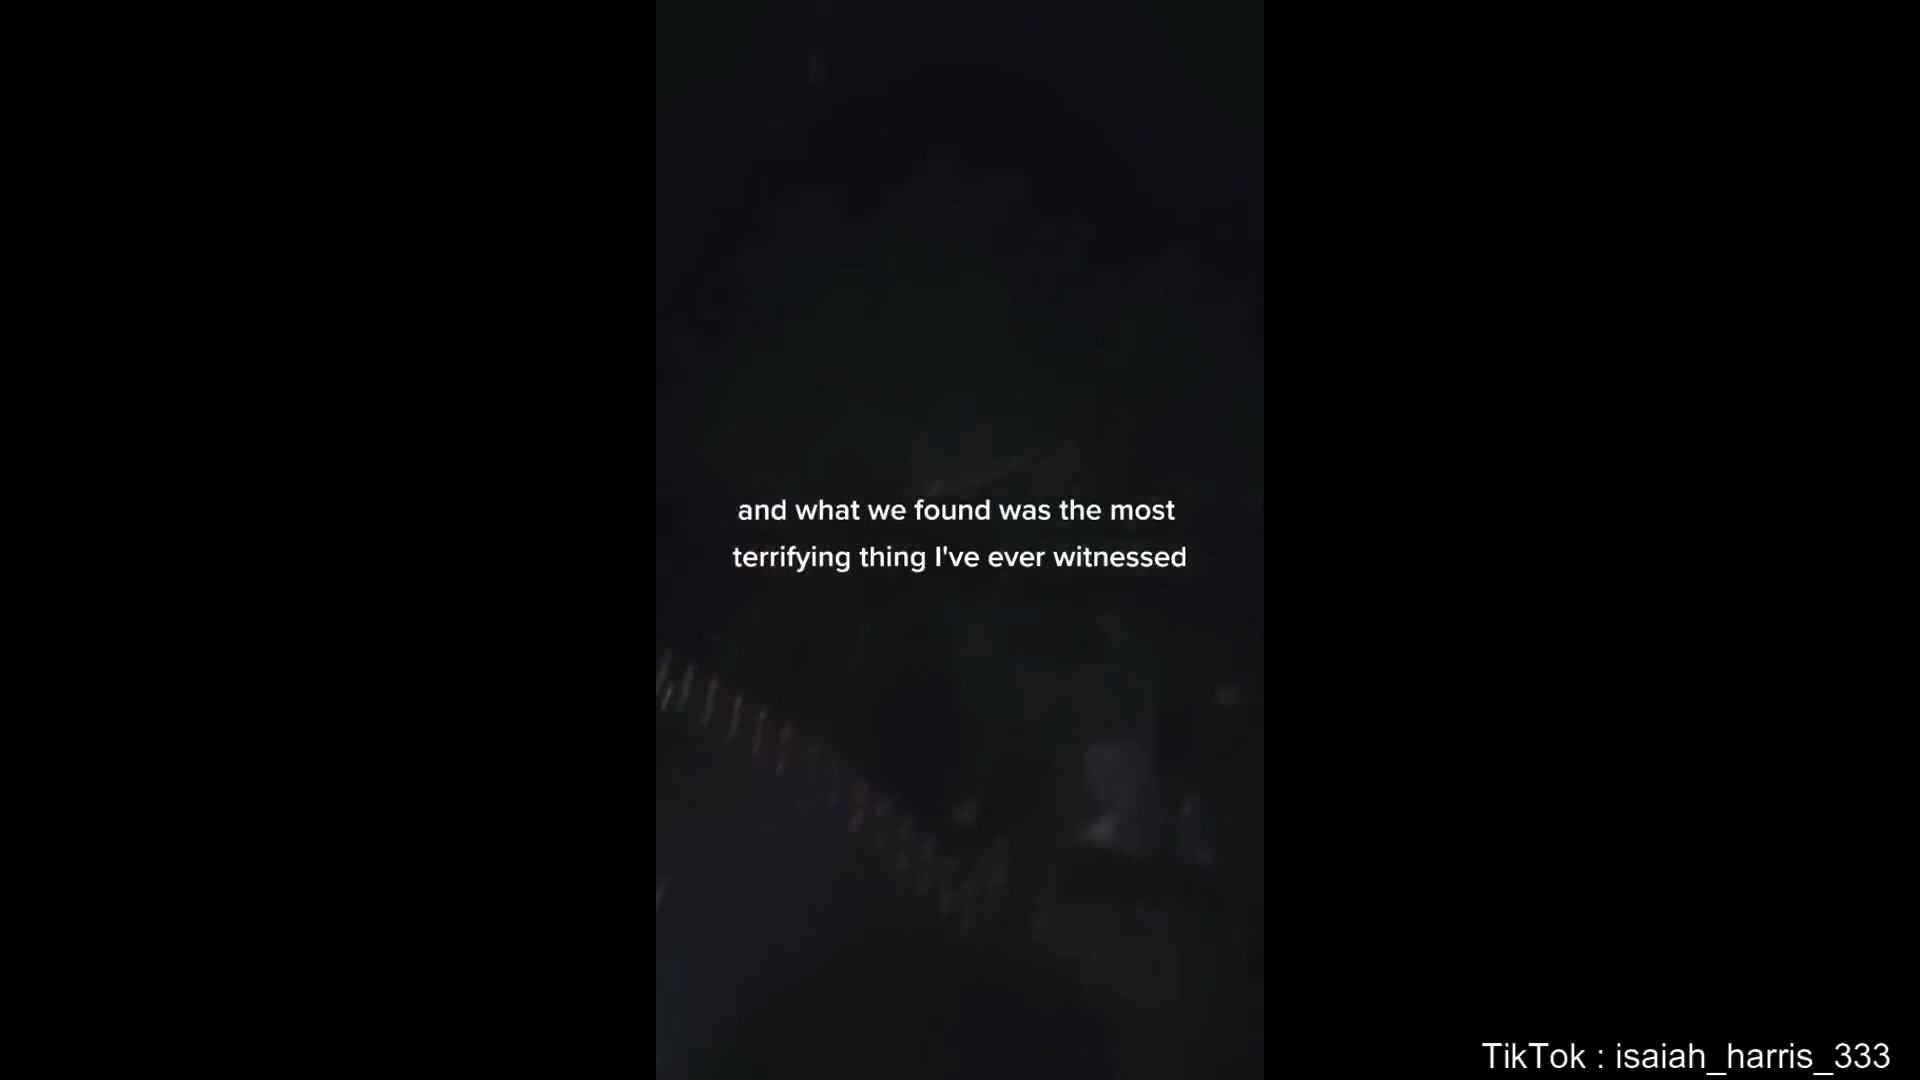 and what we found was the most
terrifying thing I've ever witnessed
TikTok : isaiah_harris_333